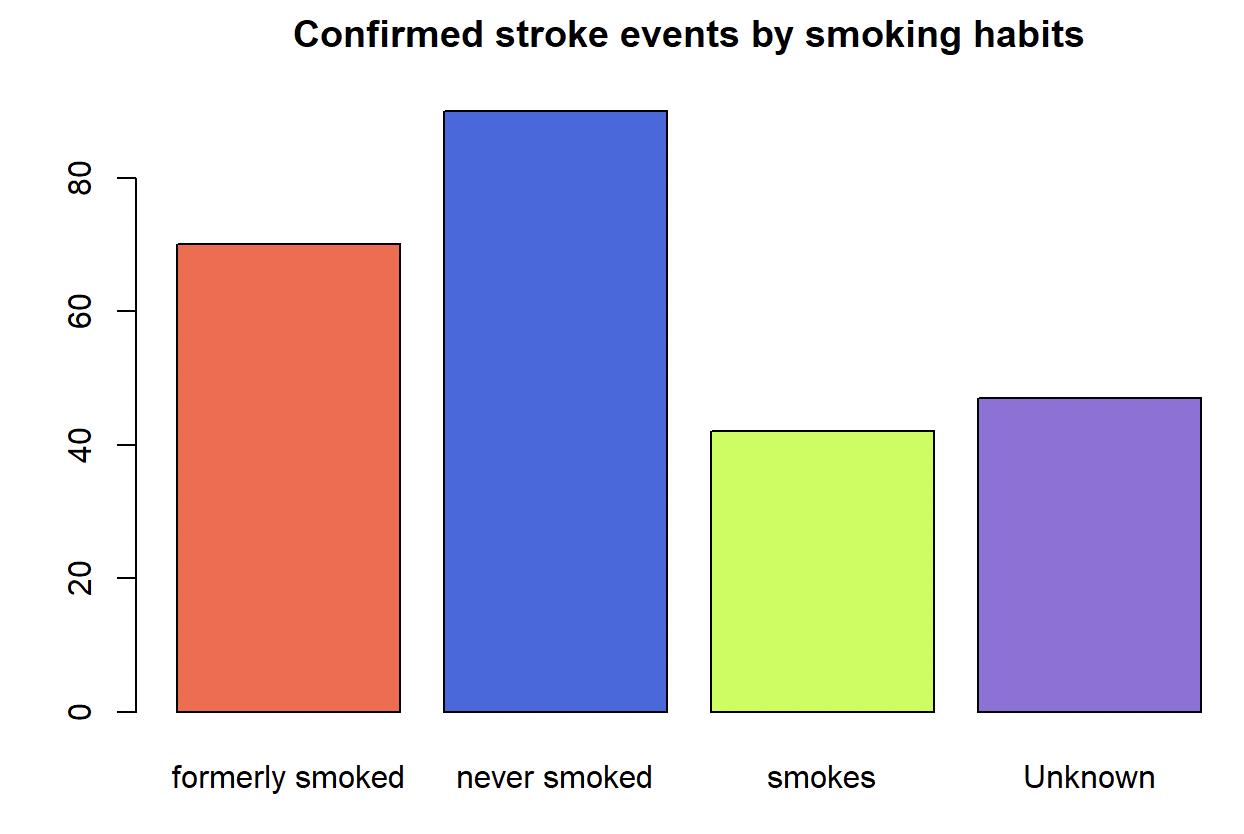 Confirmed stroke events by smoking habits
80
60
40
20
0
formerly smoked
never smoked
smokes
Unknown